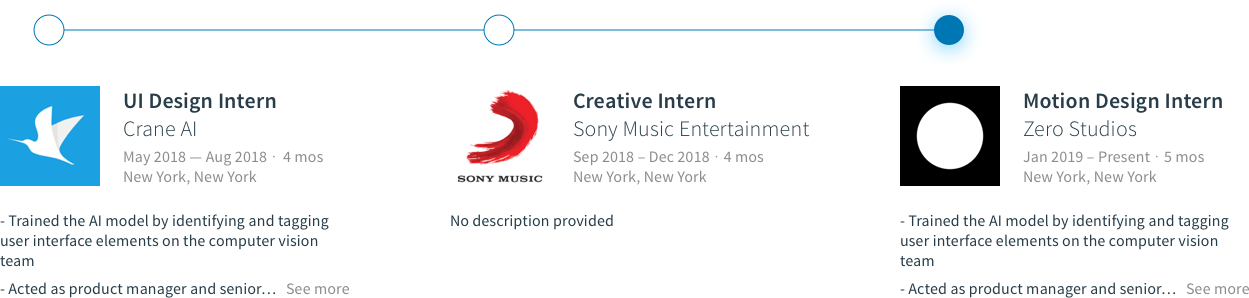 UI Design Intern
Crane AI
May 2018 — Aug 2018 · 4 mos
New York, New York
- Trained the AI model by identifying and tagging
user interface elements on the computer vision
team
- Acted as product manager and senior… See more
SONY MUSIC
Creative Intern
Sony Music Entertainment
Sep 2018 – Dec 2018 · 4 mos
New York, New York
No description provided
Motion Design Intern
Zero Studios
Jan 2019 – Present · 5 mos
New York, New York
- Trained the AI model by identifying and tagging
user interface elements on the computer vision
team
- Acted as product manager and senior… See more